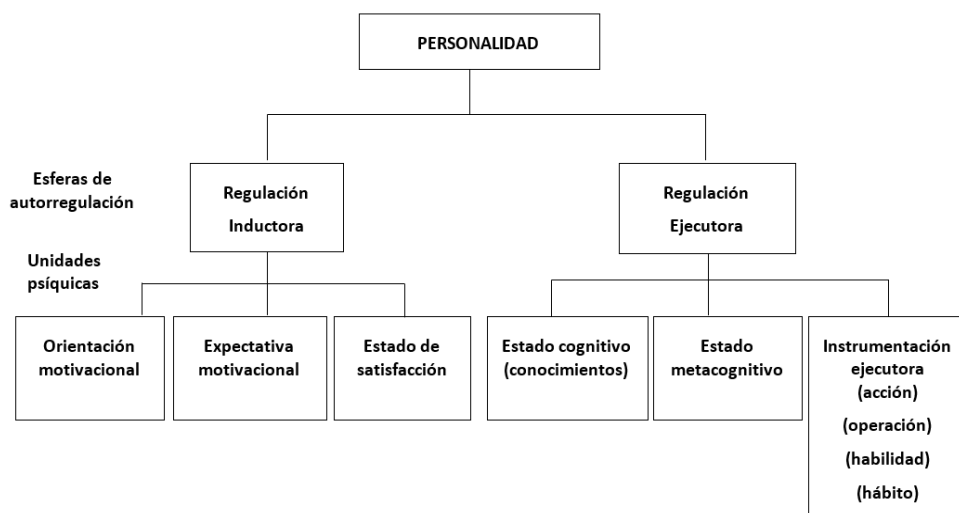 PERSONALIDAD
Esferas de
autorregulación
Regulación
Inductora
Regulación
Ejecutora
Unidades
psíquicas
Orientación
motivacional
Expectativa
motivacional
Estado de
satisfacción
Estado cognitivo
(conocimientos)
Estado
metacognitivo
Instrumentación
ejecutora
(acción)
(operación)
(habilidad)
(hábito)